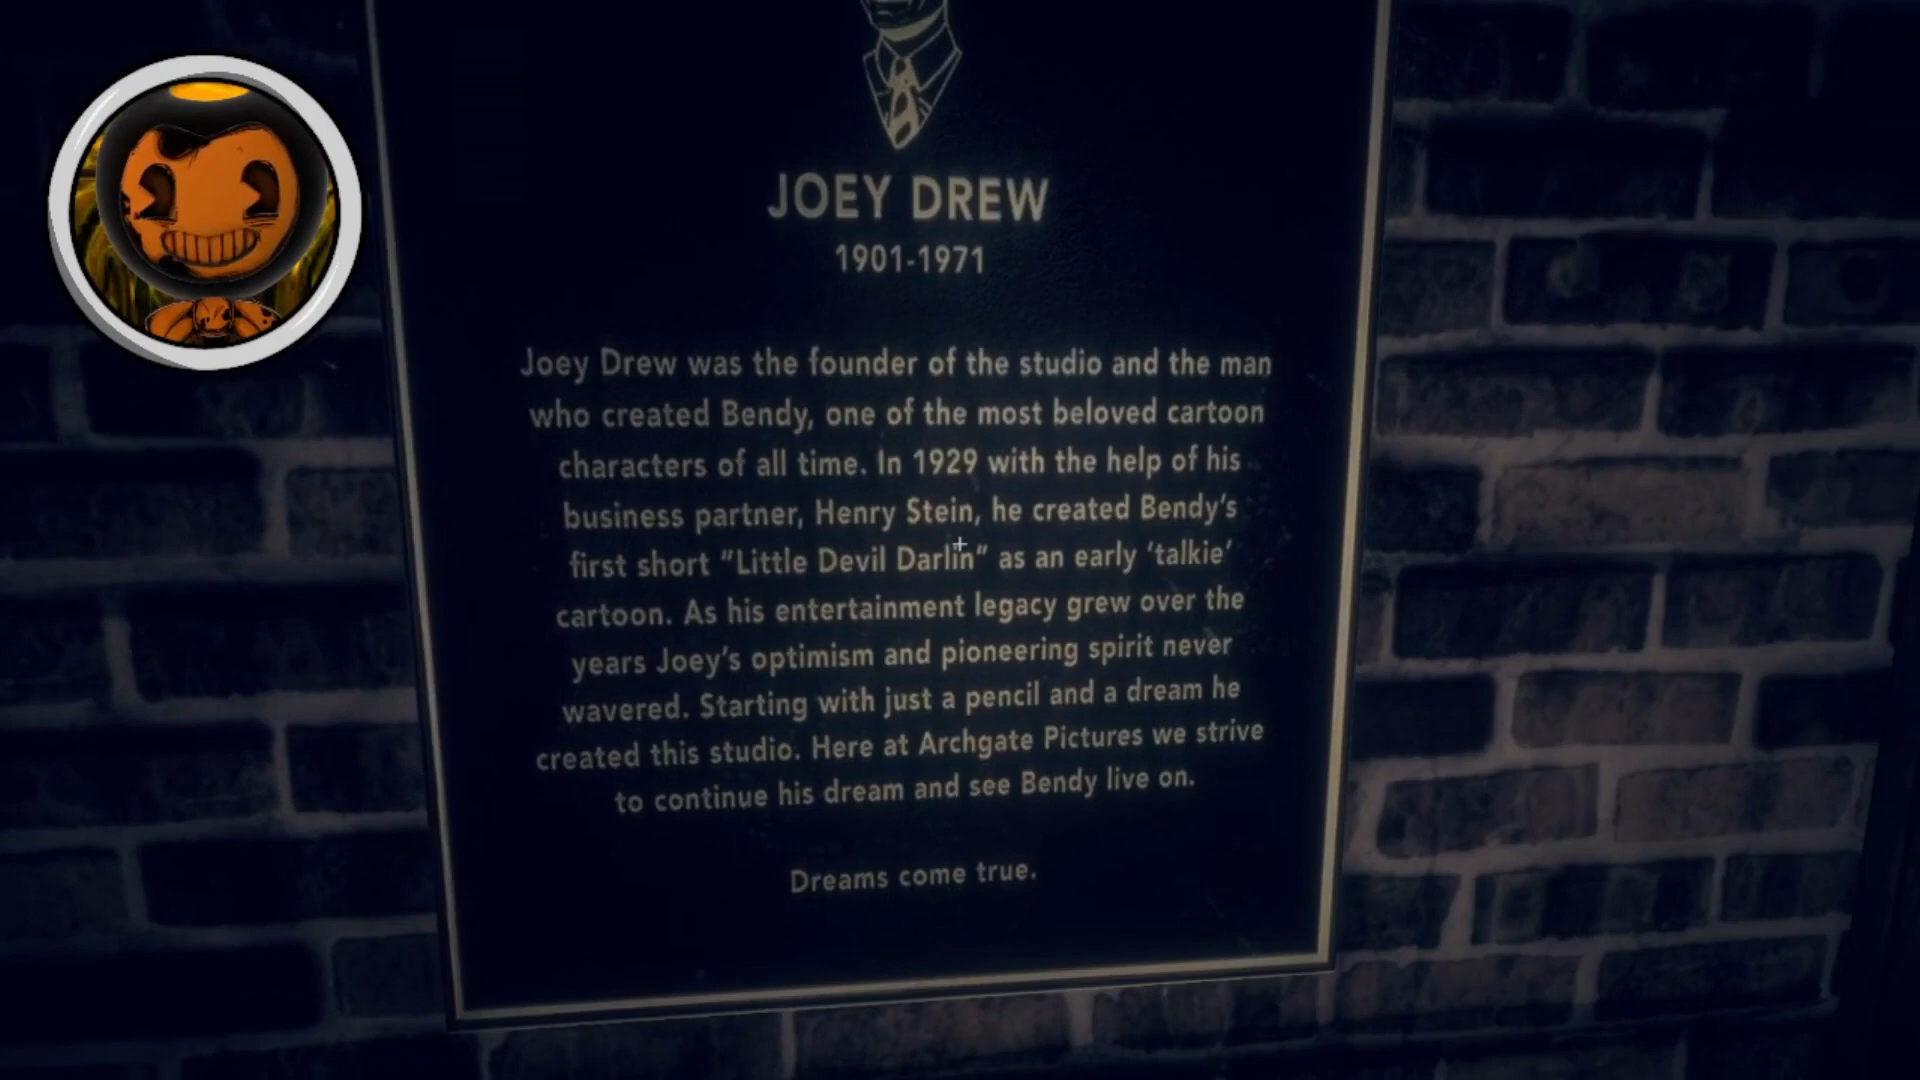 JOEY DREW
1901-1971
Joey Drew was the founder of the studio and the man
who created Bendy, one of the most beloved cartoon
characters of all time. In 1929 with the help of his
business partner, Henry Stein, he created Bendy's
first short "Little Devil Darlin" as an early 'talkie'
cartoon. As his entertainment legacy grew over the
years Joey's optimism and pioneering spirit never
wavered. Starting with just a pencil and a dream he
created this studio. Here at Archgate Pictures we strive
to continue his dream and see Bendy live on.
Dreams come true.